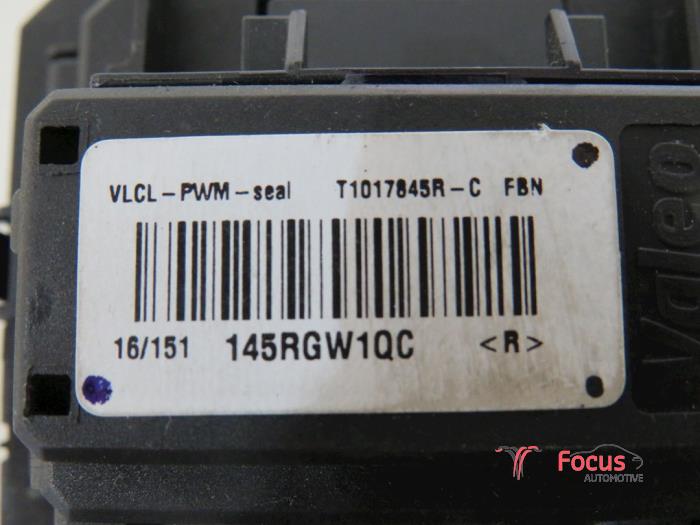 VLCL-PWM-seal T1017845R-C FBN
16/151 145RGW1QC <R>
Valeo
Focus
AUTOMOTIVE